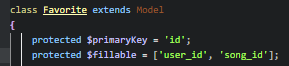 class Favorite extends Model
{
    protected $primaryKey = 'id';
    protected $fillable = ['user_id', 'song_id'];